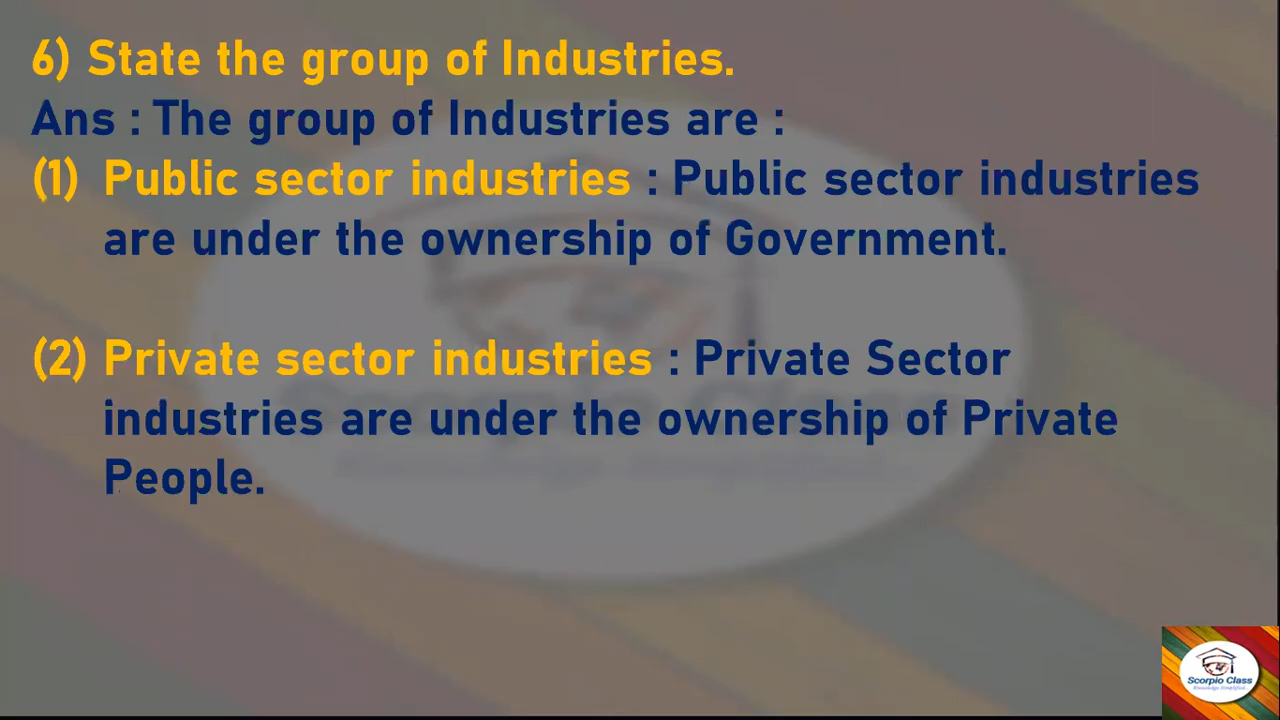 6) State the group of Industries.
Ans : The group of Industries are :
(1) Public sector industries : Public sector industries
are under the ownership of Government.
(2) Private sector industries : Private Sector
industries are under the ownership of Private
People.
Scorpio Class
Knowledge Simplified...